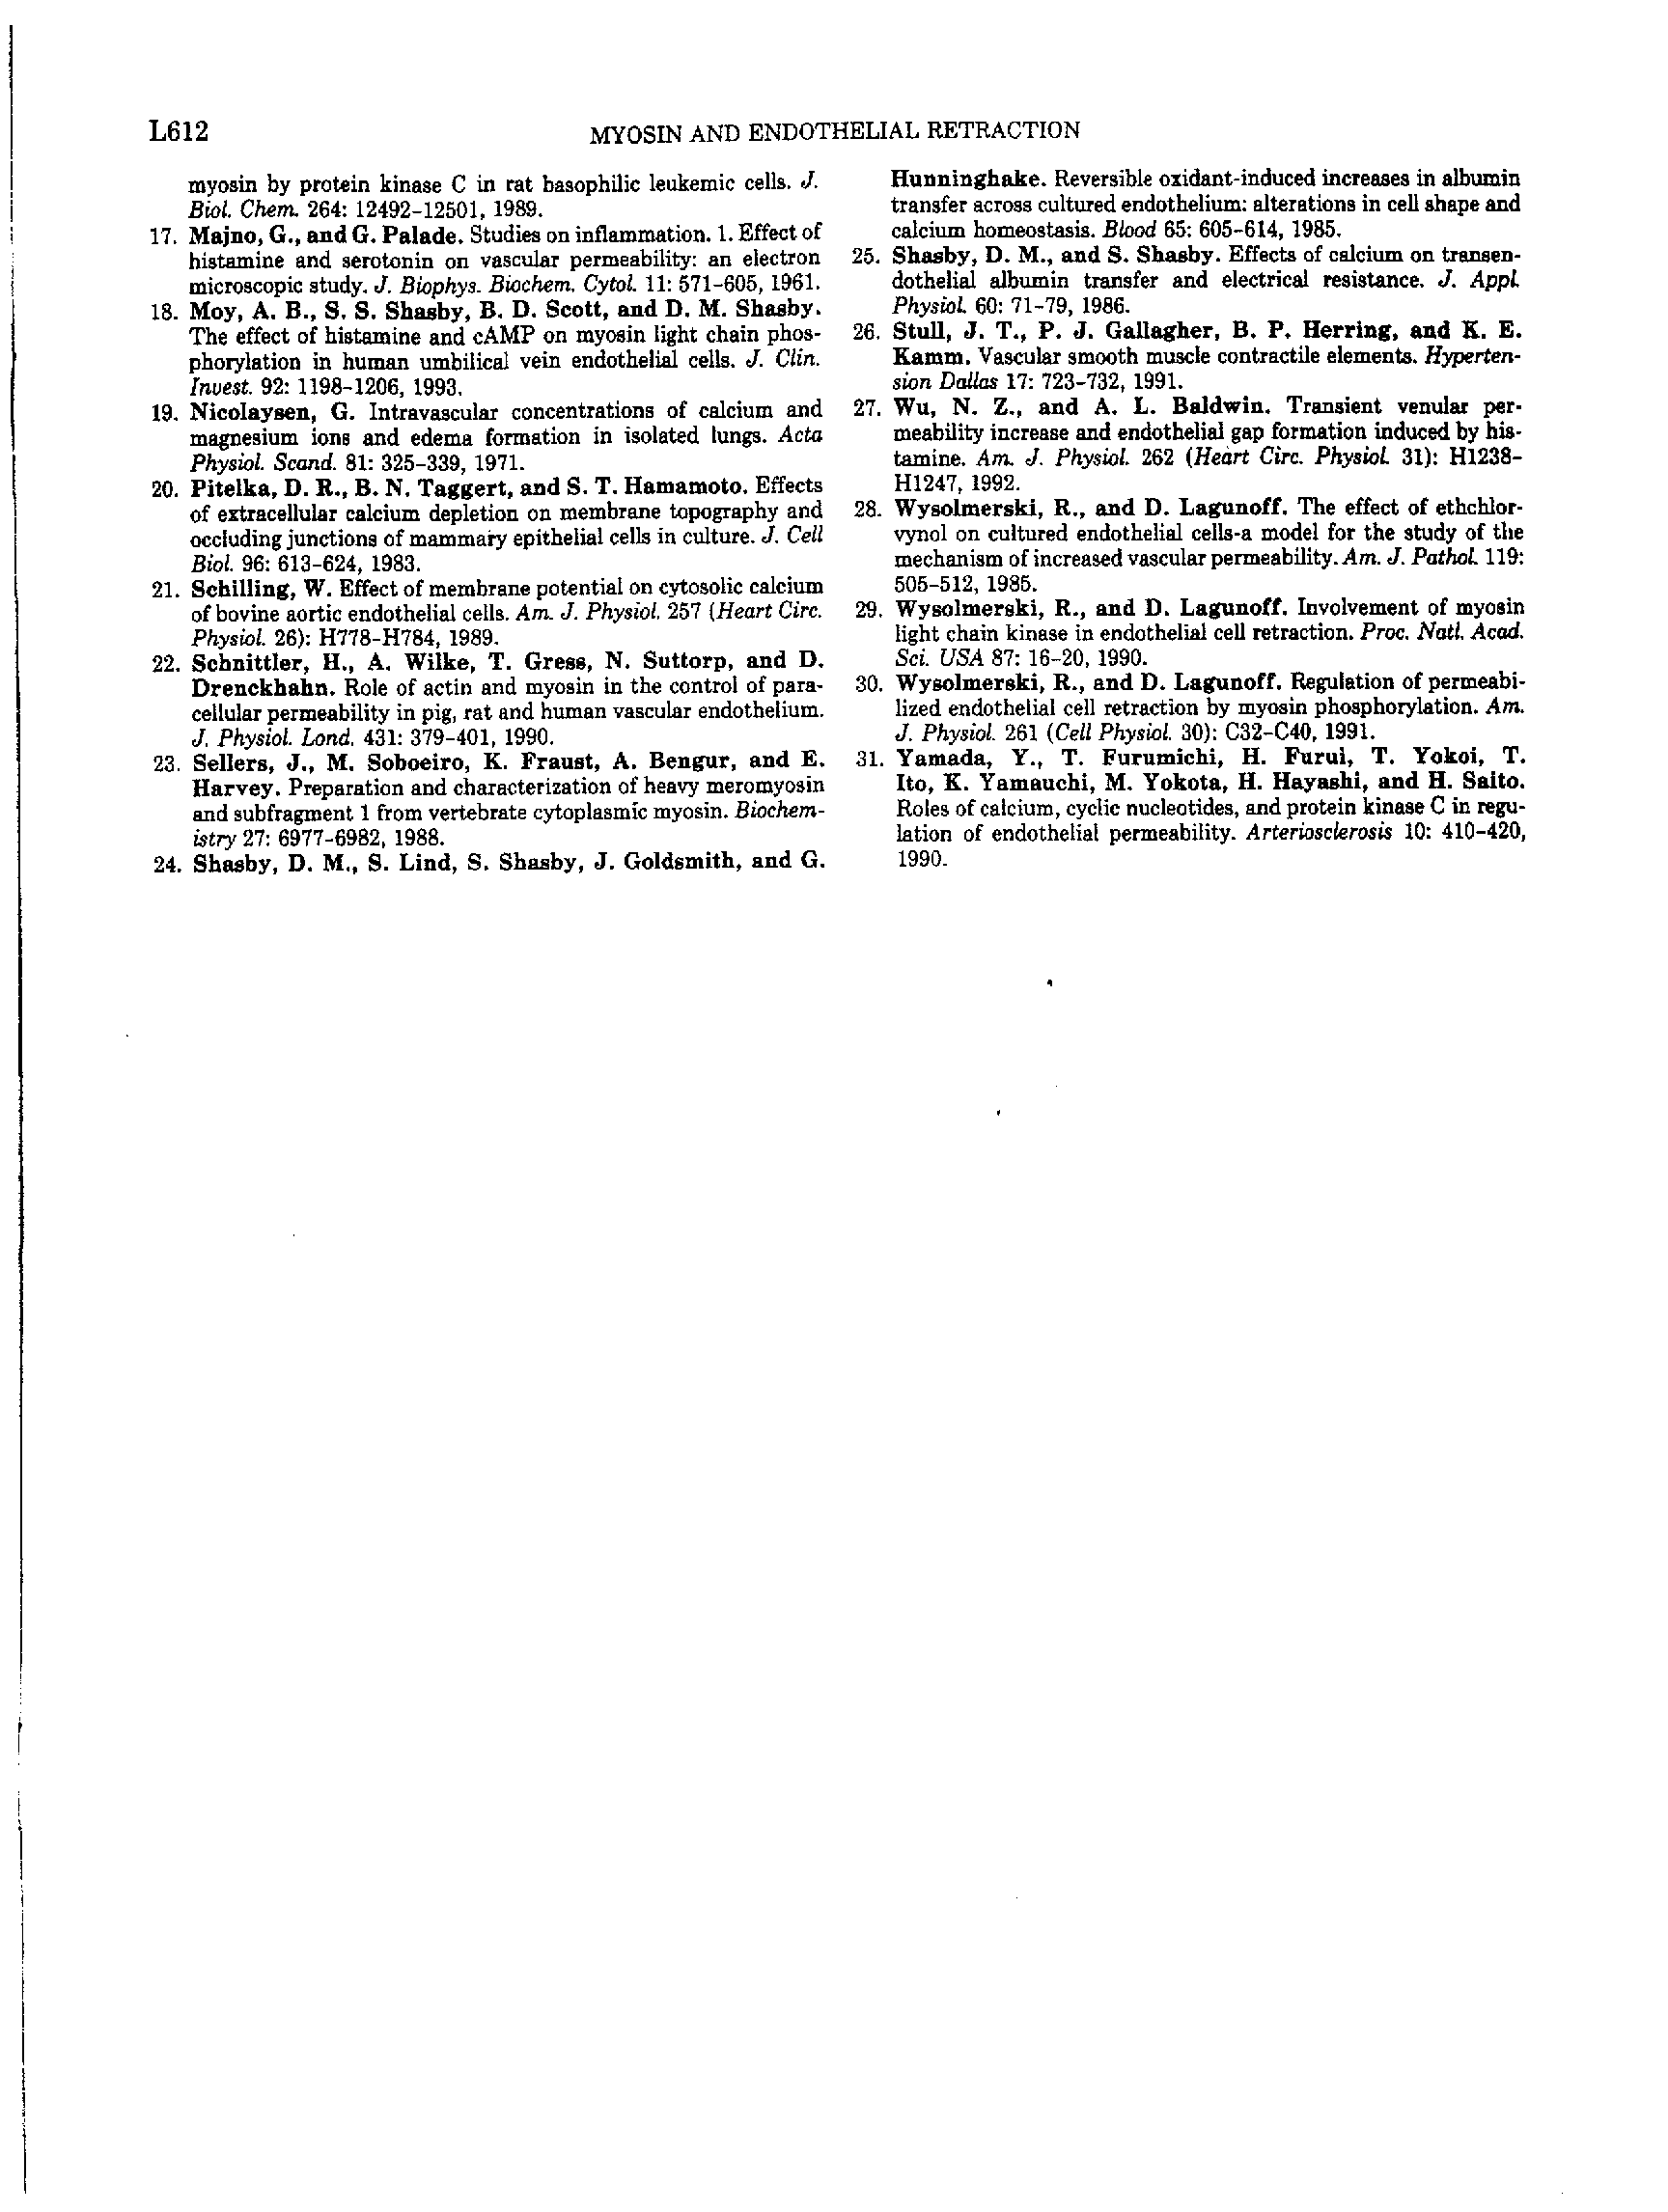 L612
MYOSIN AND ENDOTHELIAL RETRACTION
myosin by protein kinase C in rat basophilic leukemic cells. J.
Biol. Chem. 264: 12492-12501, 1989.
17. Majno, G., and G. Palade. Studies on inflammation. 1. Effect of
histamine and serotonin on vascular permeability: an electron
microscopic study. J. Biophys. Biochem. Cytol. 11: 571-605, 1961.
18. Moy, A. B., S. S. Shasby, B. D. Scott, and D. M. Shasby.
The effect of histamine and cAMP on myosin light chain phos-
phorylation in human umbilical vein endothelial cells. J. Clin.
Invest. 92: 1198-1206, 1993.
19. Nicolaysen, G. Intravascular concentrations of calcium and
magnesium ions and edema formation in isolated lungs. Acta
Physiol. Scand. 81: 325-339, 1971.
20. Pitelka, D. R., B. N. Taggert, and S. T. Hamamoto. Effects
of extracellular calcium depletion on membrane topography and
occluding junctions of mammary epithelial cells in culture. J. Cell
Biol. 96: 613-624, 1983.
21. Schilling, W. Effect of membrane potential on cytosolic calcium
of bovine aortic endothelial cells. Am. J. Physiol. 257 (Heart Circ.
Physiol. 26): H778-H784, 1989.
22. Schnittler, H., A. Wilke, T. Gress, N. Suttorp, and D.
Drenckhahn. Role of actin and myosin in the control of para-
cellular permeability in pig, rat and human vascular endothelium.
J. Physiol. Lond. 431: 379-401, 1990.
23. Sellers, J., M. Soboeiro, K. Fraust, A. Bengur, and E.
Harvey. Preparation and characterization of heavy meromyosin
and subfragment 1 from vertebrate cytoplasmic myosin. Biochem-
istry 27: 6977-6982, 1988.
24. Shasby, D. M., S. Lind, S. Shasby, J. Goldsmith, and G.
Hunninghake. Reversible oxidant-induced increases in albumin
transfer across cultured endothelium: alterations in cell shape and
calcium homeostasis. Blood 65: 605-614, 1985.
25. Shasby, D. M., and S. Shasby. Effects of calcium on transen-
dothelial albumin transfer and electrical resistance. J. Appl.
Physiol. 60: 71-79, 1986.
26. Stull, J. T., P. J. Gallagher, B. P. Herring, and K. E.
Kamm. Vascular smooth muscle contractile elements. Hyperten-
sion Dallas 17: 723-732, 1991.
27. Wu, N. Z., and A. L. Baldwin. Transient venular per-
meability increase and endothelial gap formation induced by his-
tamine. Am. J. Physiol. 262 (Heart Circ. Physiol. 31): H1238-
H1247, 1992.
28. Wysolmerski, R., and D. Lagunoff. The effect of ethchlor-
vynol on cultured endothelial cells-a model for the study of the
mechanism of increased vascular permeability. Am. J. Pathol. 119:
505-512, 1985.
29. Wysolmerski, R., and D. Lagunoff. Involvement of myosin
light chain kinase in endothelial cell retraction. Proc. Natl. Acad.
Sci. USA 87: 16-20, 1990.
30. Wysolmerski, R., and D. Lagunoff. Regulation of permeabi-
lized endothelial cell retraction by myosin phosphorylation. Am.
J. Physiol. 261 (Cell Physiol. 30): C32-C40, 1991.
31. Yamada, Y., T. Furumichi, H. Furui, T. Yokoi, T.
Ito, K. Yamauchi, M. Yokota, H. Hayashi, and H. Saito.
Roles of calcium, cyclic nucleotides, and protein kinase C in regu-
lation of endothelial permeability. Arteriosclerosis 10: 410-420,
1990.